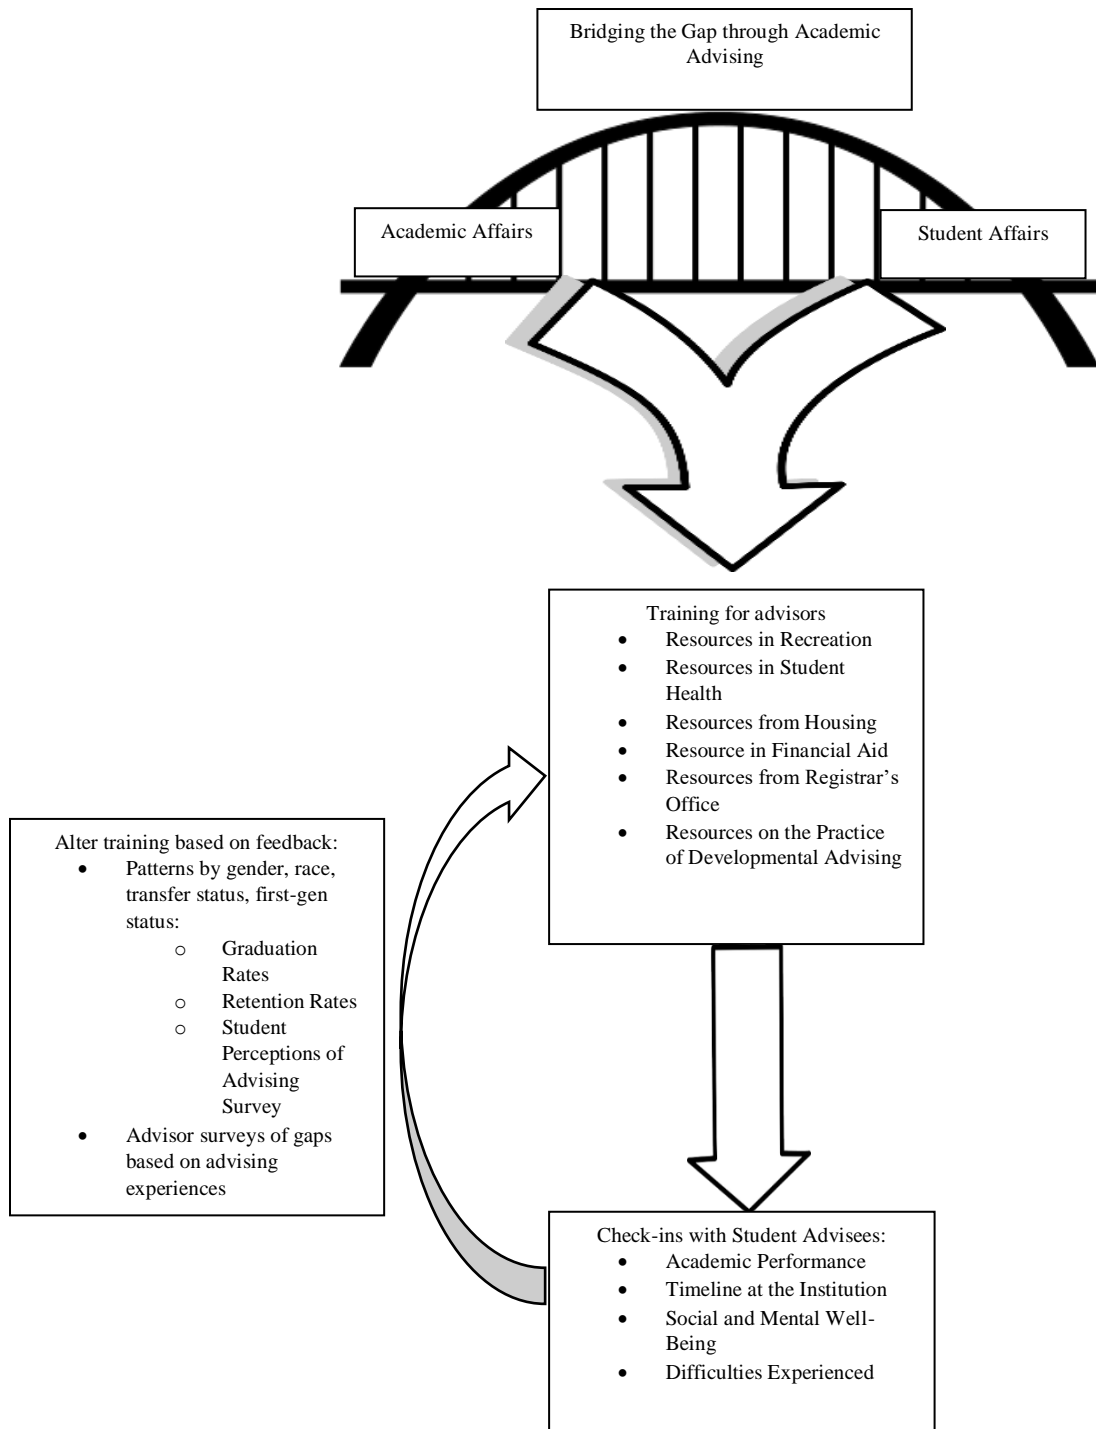 Bridging the Gap through Academic
Advising
Academic Affairs
Student Affairs
Training for advisors
• Resources in Recreation
• Resources in Student
Health
• Resources from Housing
• Resource in Financial Aid
• Resources from Registrar’s
Office
• Resources on the Practice
of Developmental Advising
Alter training based on feedback:
• Patterns by gender, race,
transfer status, first-gen
status:
o Graduation
Rates
o Retention Rates
o Student
Perceptions of
Advising
Survey
• Advisor surveys of gaps
based on advising
experiences
Check-ins with Student Advisees:
• Academic Performance
• Timeline at the Institution
• Social and Mental Well-
Being
• Difficulties Experienced